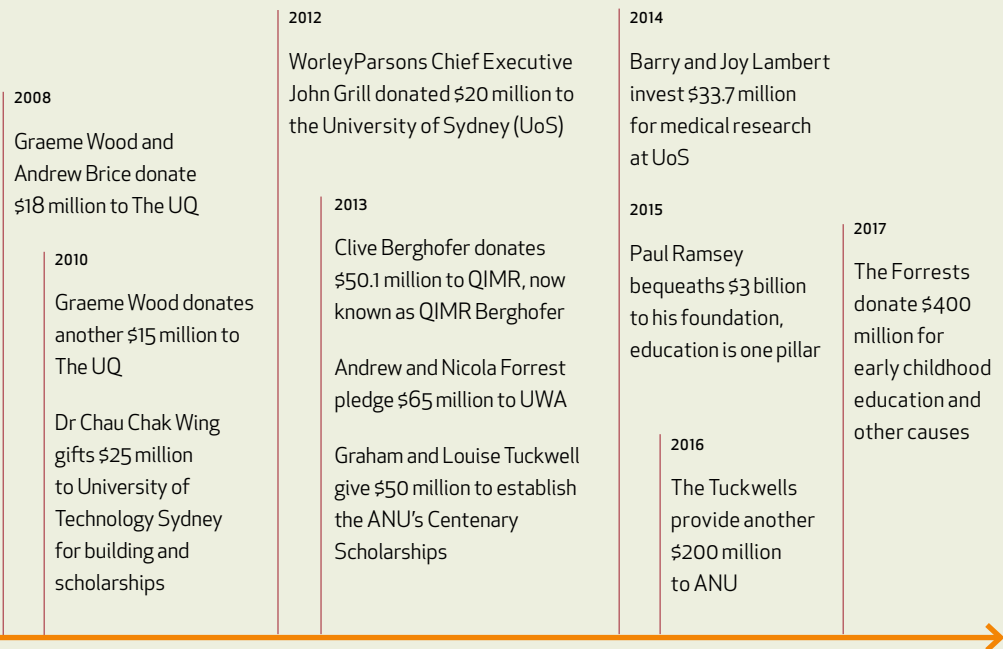 2008
Graeme Wood and
Andrew Brice donate
$18 million to The UQ
2010
Graeme Wood donates
another $15 million to
The UQ
Dr Chau Chak Wing
gifts $25 million
to University of
Technology Sydney
for building and
scholarships
2012
WorleyParsons Chief Executive
John Grill donated $20 million to
the University of Sydney (UoS)
2013
Clive Berghofer donates
$50.1 million to QIMR, now
known as QIMR Berghofer
Andrew and Nicola Forrest
pledge $65 million to UWA
Graham and Louise Tuckwell
give $50 million to establish
the ANU's Centenary
Scholarships
2014
Barry and Joy Lambert
invest $33.7 million
for medical research
at UoS
2015
Paul Ramsey
bequeaths $3 billion
to his foundation,
education is one pillar
2016
The Tuckwells
provide another
$200 million
to ANU
2017
The Forrests
donate $400
million for
early childhood
education and
other causes